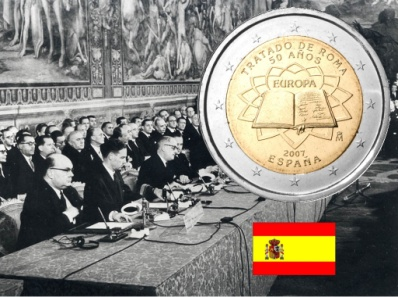 TRATADO DE ROMA
50 AÑOS
EUROPA
2007
ESPAÑA